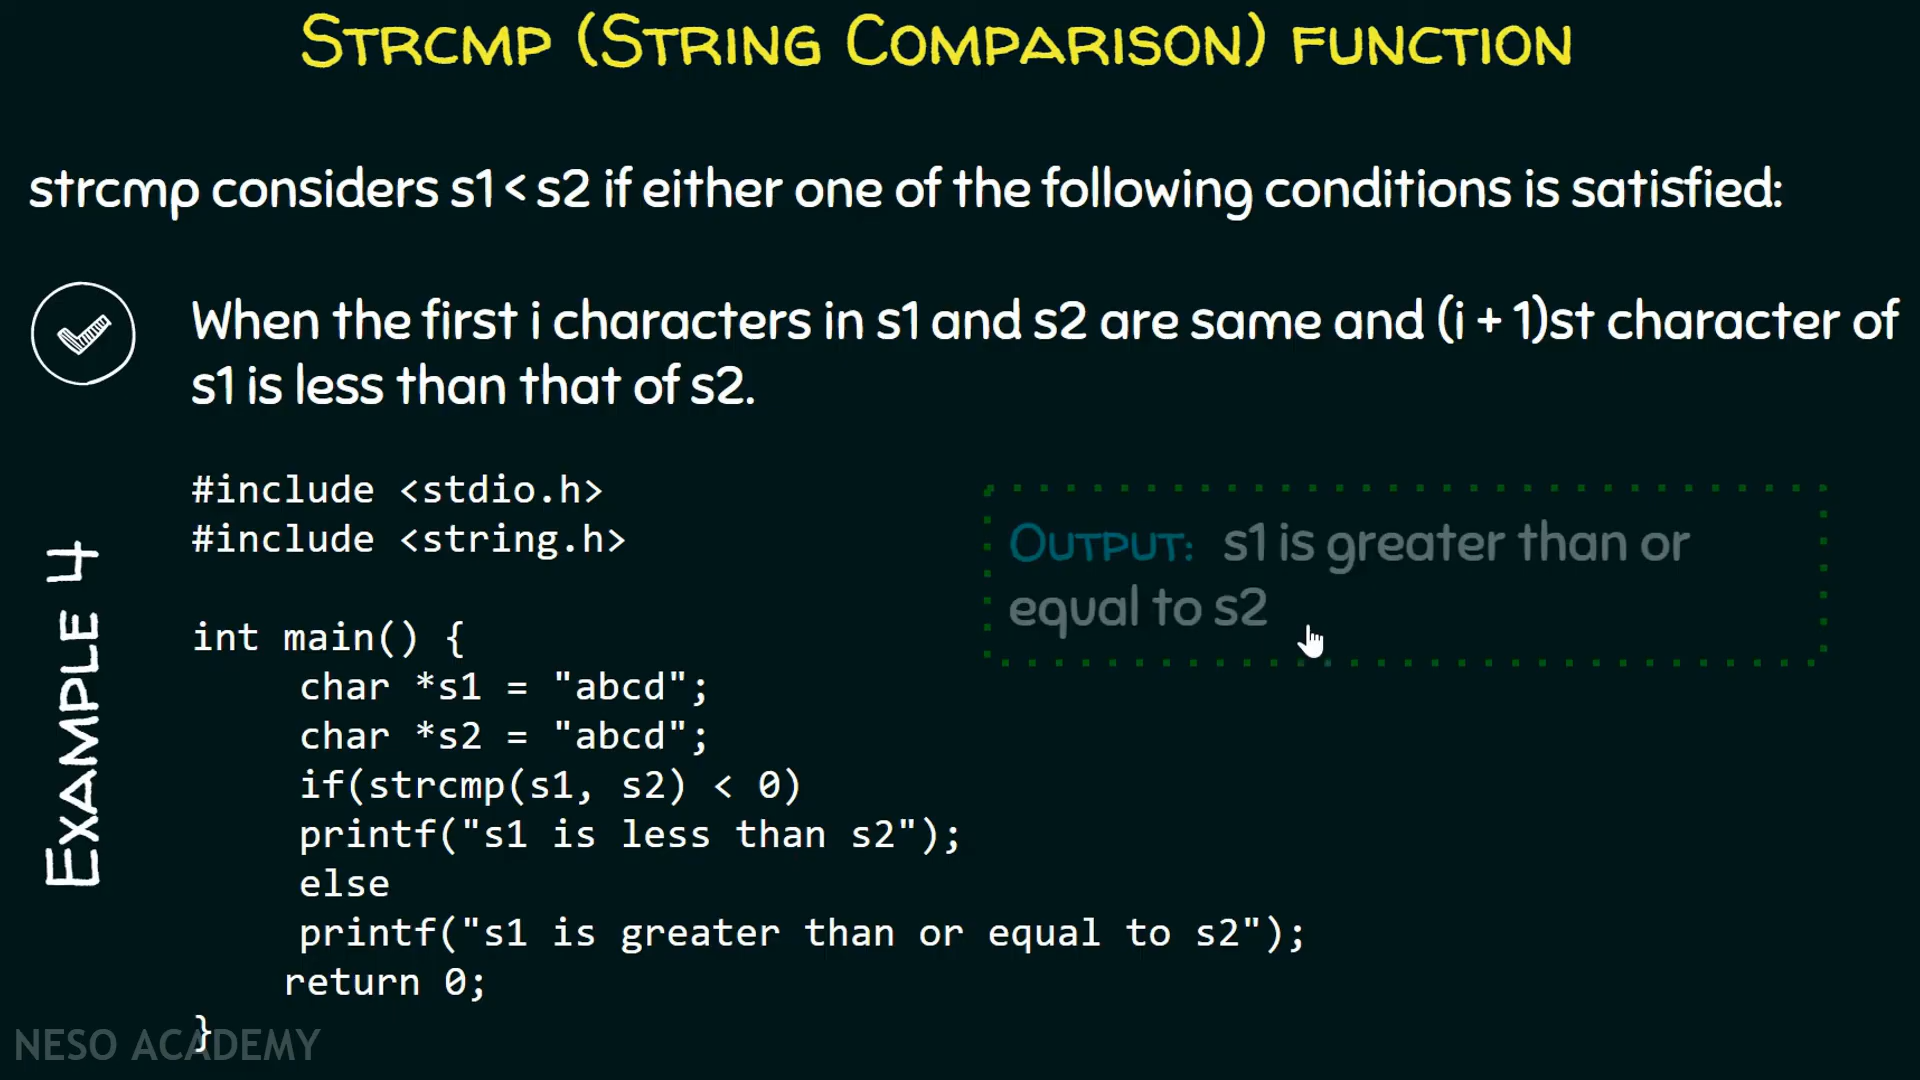 STRCMP (STRING COMPARISON) FUNCTION
strcmp considers s1 < s2 if either one of the following conditions is satisfied:
When the first i characters in s1 and s2 are same and (i + 1)st character of
s1 is less than that of s2.
EXAMPLE 4
#include <stdio.h>
#include <string.h>
int main() {
char *s1 = "abcd";
char *s2 = "abcd";
if(strcmp(s1, s2) < 0)
printf("s1 is less than s2");
else
printf("s1 is greater than or equal to s2");
return 0;
}
OUTPUT: s1 is greater than or
equal to s2
NESO ACADEMY